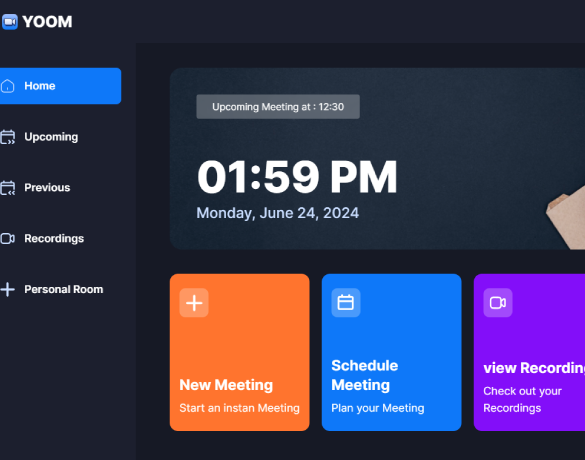 YOOM
Home
Upcoming
Previous
Recordings
Personal Room
Upcoming Meeting at : 12:30
01:59 PM
Monday, June 24, 2024
New Meeting
Start an instan Meeting
Schedule
Meeting
Plan your Meeting
view Recordin
Check out your
Recordings